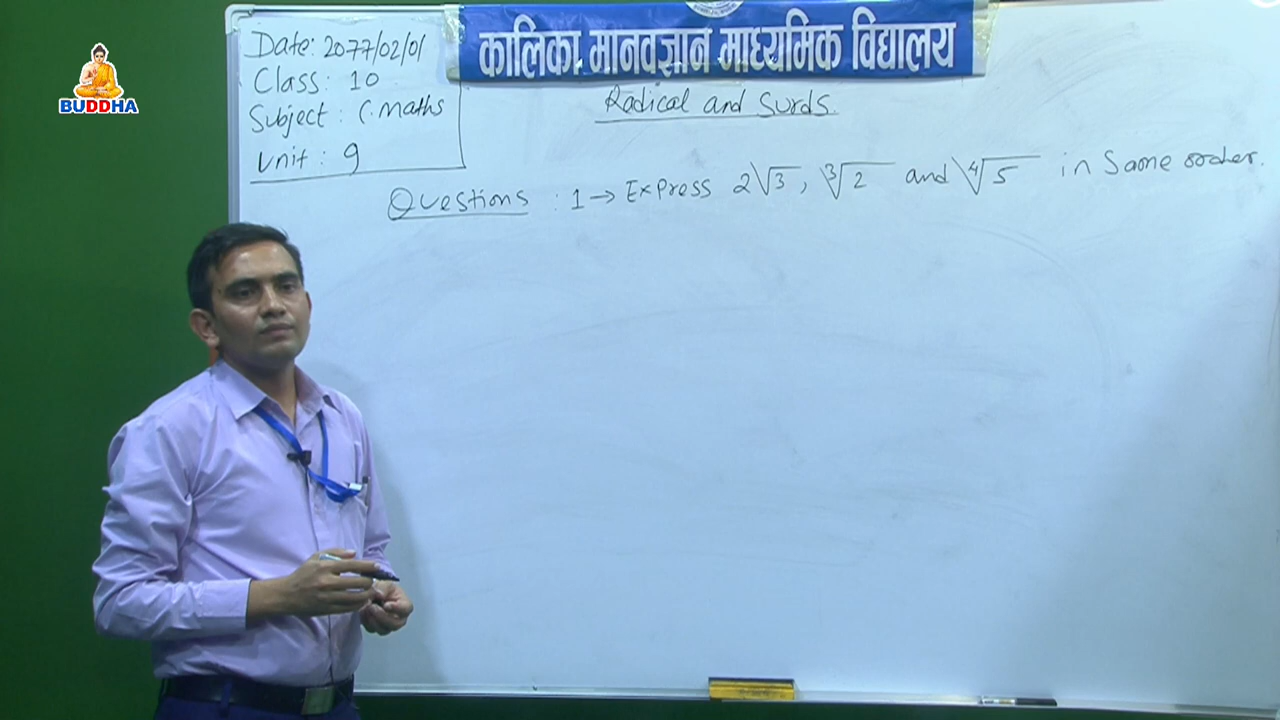 BUDDHA
कालिका मानवज्ञान माध्यमिक विद्यालय
Date: 2077/02/01
Class: 10
Subject: C.Maths
Unit: 9
Radical and Surds.
Questions: 1→ Express 2√3, ∛2 and ∜5 in Same order.